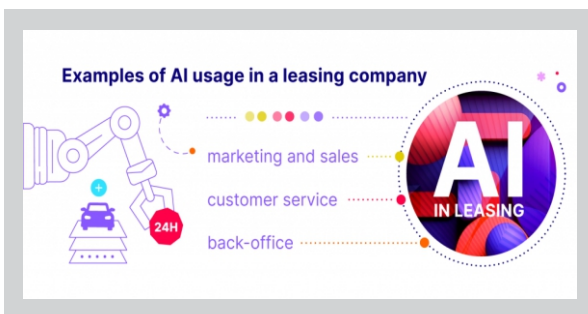 Examples of AI usage in a leasing company
marketing and sales
customer service
back-office
24H
AI
IN LEASING